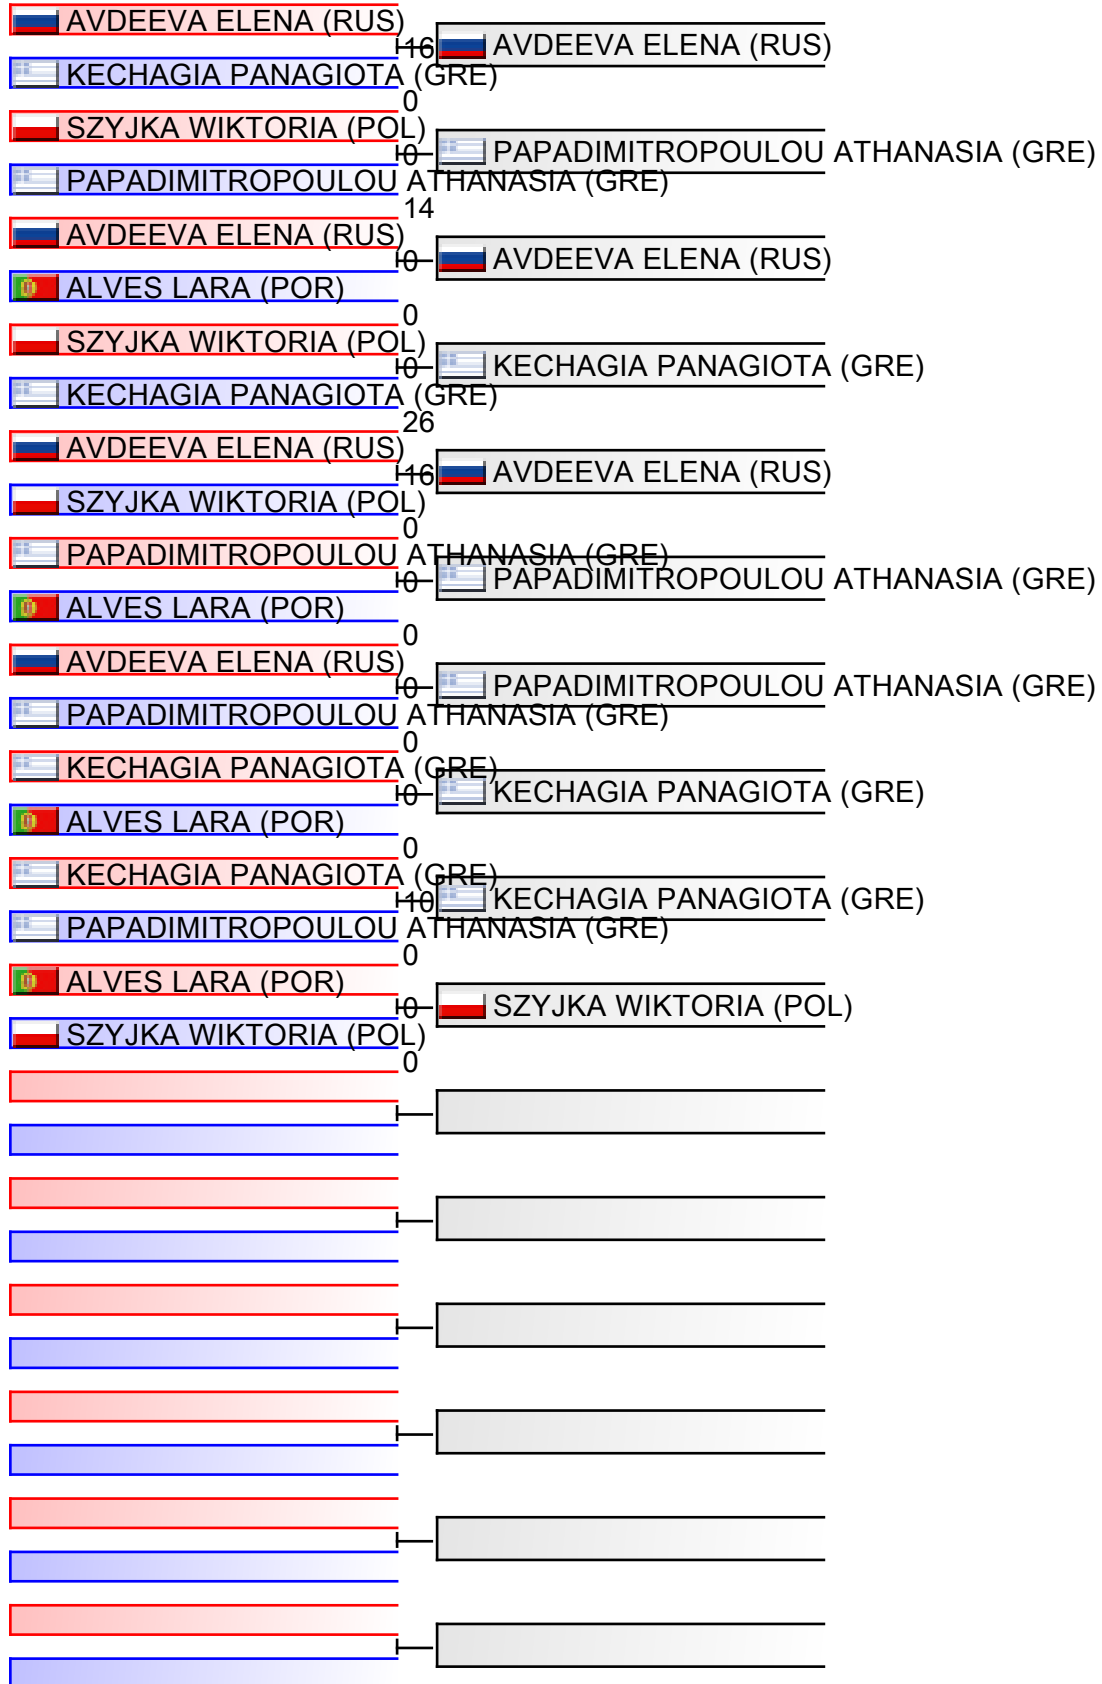 AVDEEVA ELENA (RUS)
16
AVDEEVA ELENA (RUS)
KECHAGIA PANAGIOTA (GRE)
0
SZYJKA WIKTORIA (POL)
0
PAPADIMITROPOULOU ATHANASIA (GRE)
PAPADIMITROPOULOU ATHANASIA (GRE)
14
AVDEEVA ELENA (RUS)
0
AVDEEVA ELENA (RUS)
ALVES LARA (POR)
0
SZYJKA WIKTORIA (POL)
0
KECHAGIA PANAGIOTA (GRE)
KECHAGIA PANAGIOTA (GRE)
26
AVDEEVA ELENA (RUS)
16
AVDEEVA ELENA (RUS)
SZYJKA WIKTORIA (POL)
0
PAPADIMITROPOULOU ATHANASIA (GRE)
0
PAPADIMITROPOULOU ATHANASIA (GRE)
ALVES LARA (POR)
0
AVDEEVA ELENA (RUS)
0
PAPADIMITROPOULOU ATHANASIA (GRE)
PAPADIMITROPOULOU ATHANASIA (GRE)
0
KECHAGIA PANAGIOTA (GRE)
0
KECHAGIA PANAGIOTA (GRE)
ALVES LARA (POR)
0
KECHAGIA PANAGIOTA (GRE)
10
KECHAGIA PANAGIOTA (GRE)
PAPADIMITROPOULOU ATHANASIA (GRE)
0
ALVES LARA (POR)
0
SZYJKA WIKTORIA (POL)
SZYJKA WIKTORIA (POL)
0